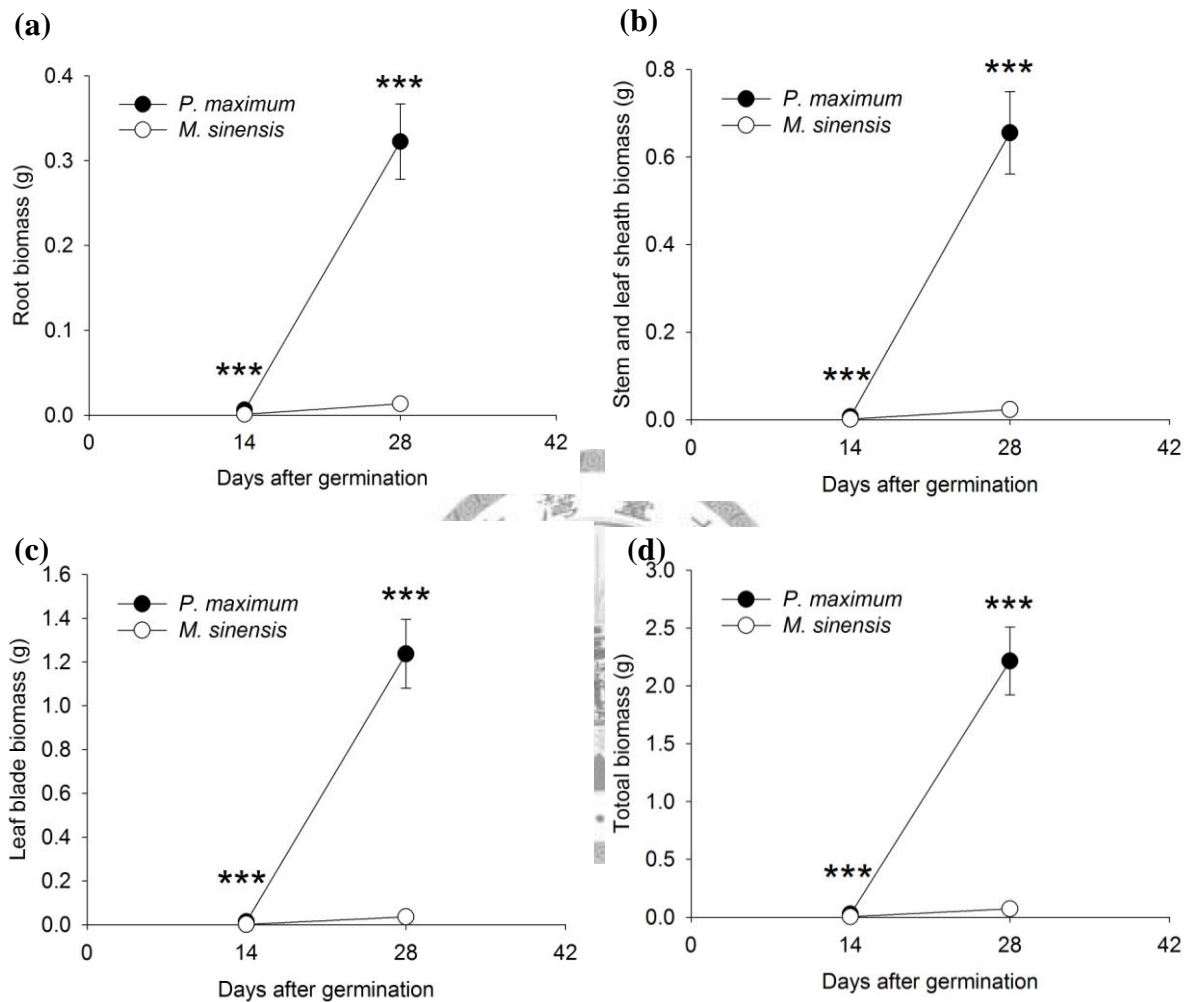 (a)
0.4
0.3
0.2
0.1
0.0
Root biomass (g)
P. maximum
M. sinensis
***
***
0
14
28
42
Days after germination
(b)
0.8
0.6
0.4
0.2
0.0
Stem and leaf sheath biomass (g)
P. maximum
M. sinensis
***
***
0
14
28
42
Days after germination
(c)
1.6
1.4
1.2
1.0
0.8
0.6
0.4
0.2
0.0
Leaf blade biomass (g)
P. maximum
M. sinensis
***
***
0
14
28
42
Days after germination
(d)
3.0
2.5
2.0
1.5
1.0
0.5
0.0
Totoal biomass (g)
P. maximum
M. sinensis
***
***
0
14
28
42
Days after germination